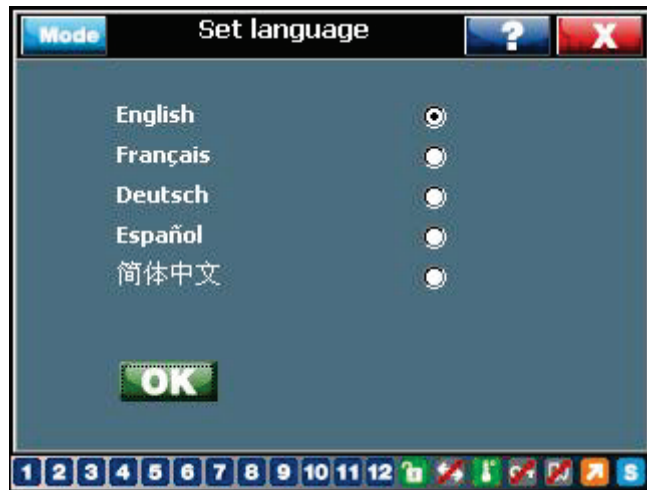 Mode Set language ? X
English
Français
Deutsch
Español
简体中文
OK
1 2 3 4 5 6 7 8 9 10 11 12 S